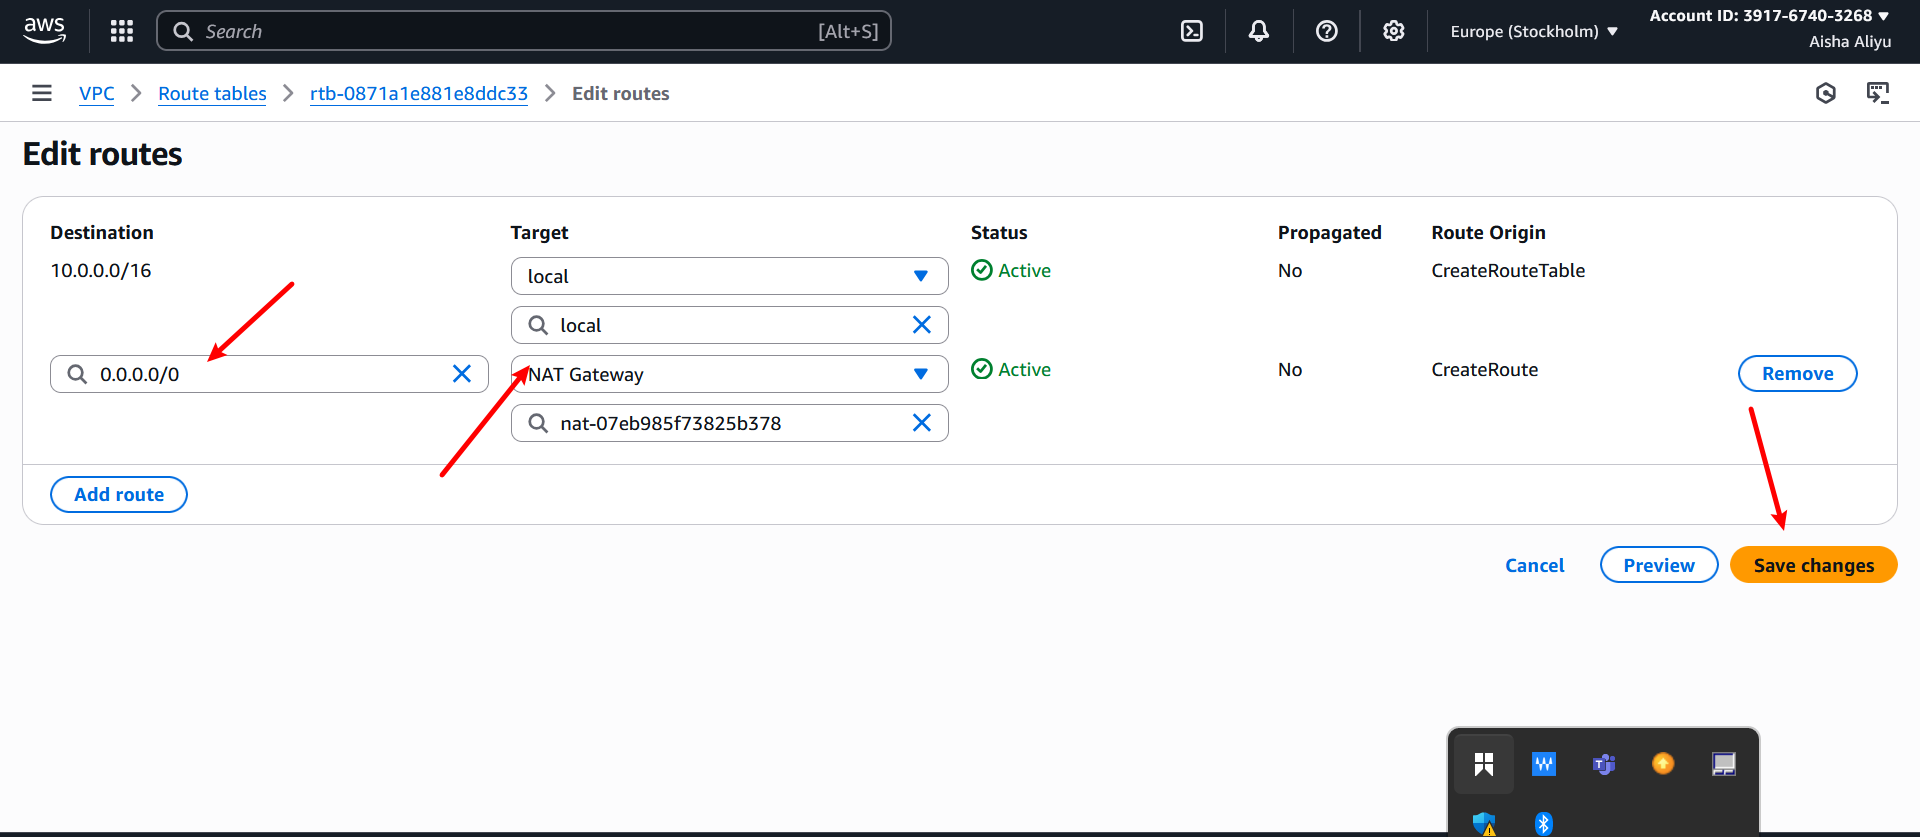 aws
Search
[Alt+S]
Europe (Stockholm)
Account ID: 3917-6740-3268
Aisha Aliyu
VPC
Route tables
rtb-0871a1e881e8ddc33
Edit routes
Edit routes
Destination
Target
Status
Propagated
Route Origin
10.0.0.0/16
local
Active
No
CreateRouteTable
local
0.0.0.0/0
NAT Gateway
Active
No
CreateRoute
Remove
nat-07eb985f73825b378
Add route
Cancel
Preview
Save changes